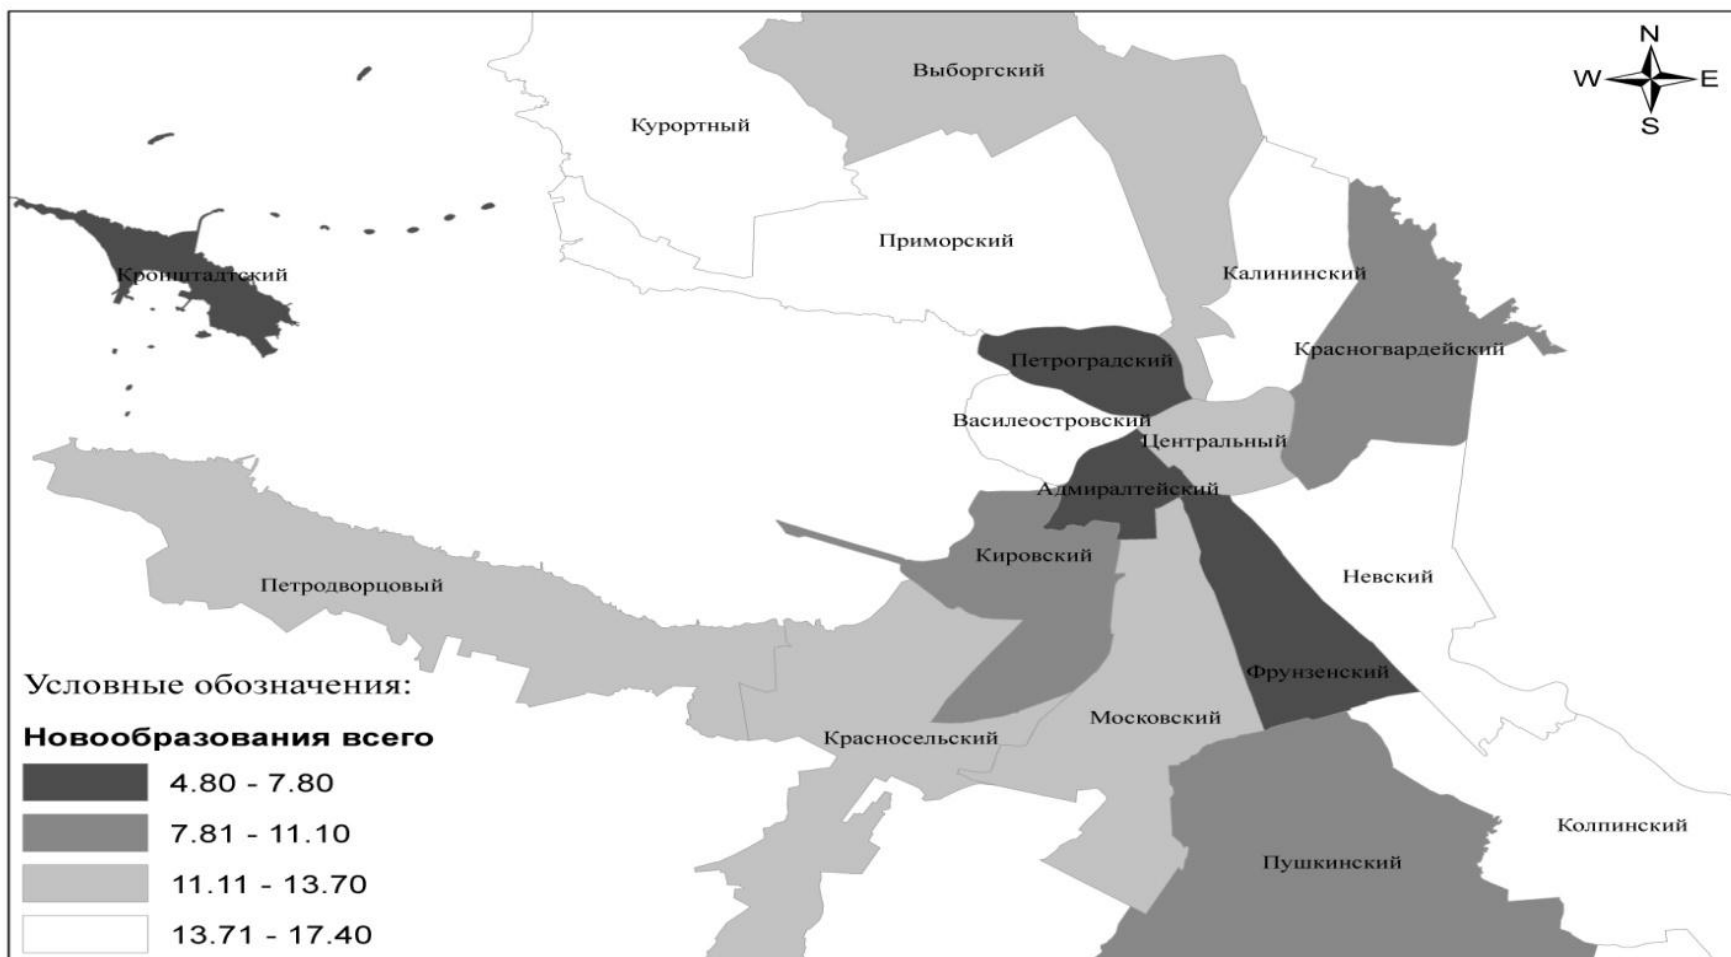 N
W E
S
Выборгский
Курортный
Приморский
Калининский
Кронштадтский
Красногвардейский
Петроградский
Василеостровский
Центральный
Адмиралтейский
Кировский
Невский
Петродворцовый
Фрунзенский
Московский
Красносельский
Колпинский
Пушкинский
Условные обозначения:
Новообразования всего
4.80 - 7.80
7.81 - 11.10
11.11 - 13.70
13.71 - 17.40